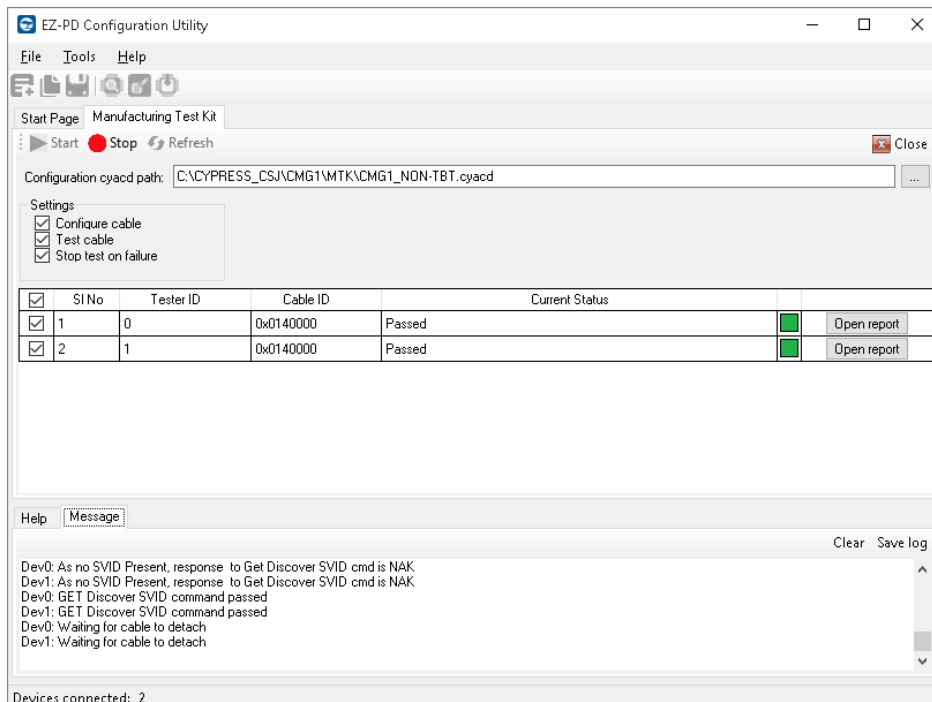 EZ-PD Configuration Utility
File Tools Help
Start Page Manufacturing Test Kit
Start Stop Refresh Close
Configuration cyacd path: C:\CYPRESS_CSJ\CMG1\MTK\CMG1_NON-TBT.cyacd ...
Settings
Configure cable
Test cable
Stop test on failure
Sl No Tester ID Cable ID Current Status
1 0 0x0140000 Passed Open report
2 1 0x0140000 Passed Open report
Help Message
Clear Save log
Dev0: As no SVID Present, response to Get Discover SVID cmd is NAK
Dev1: As no SVID Present, response to Get Discover SVID cmd is NAK
Dev0: GET Discover SVID command passed
Dev1: GET Discover SVID command passed
Dev0: Waiting for cable to detach
Dev1: Waiting for cable to detach
Devices connected: 2